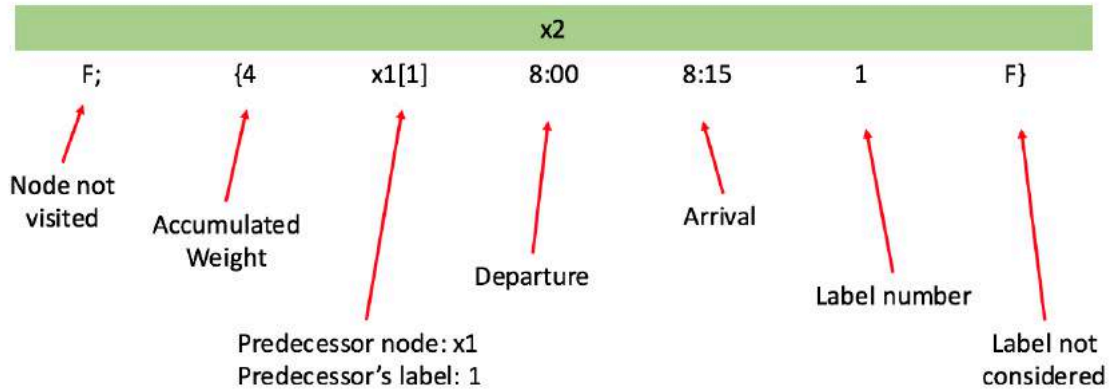 x2
F; {4 x1[1] 8:00 8:15 1 F}
Node not
visited
Accumulated
Weight
Arrival
Departure
Label number
Predecessor node: x1
Predecessor's label: 1
Label not
considered